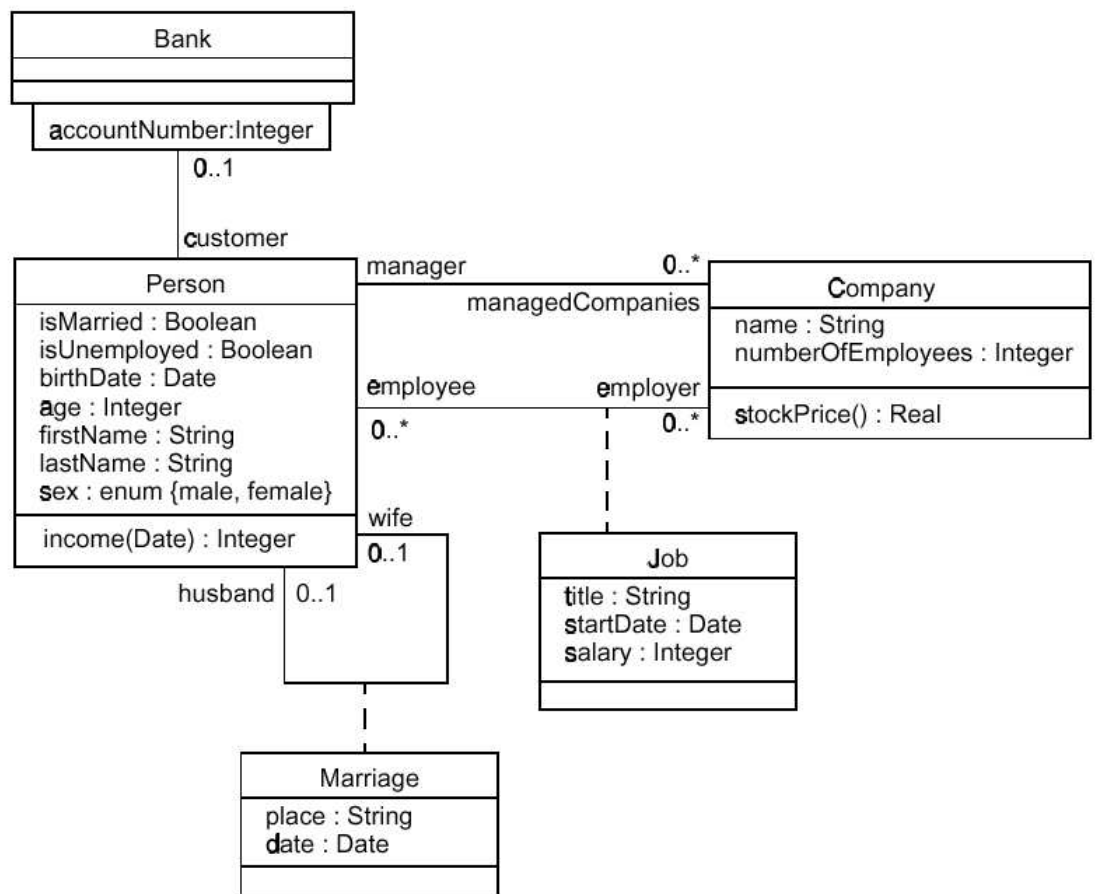 Bank
accountNumber:Integer
0..1
customer
Person
isMarried : Boolean
isUnemployed : Boolean
birthDate : Date
age : Integer
firstName : String
lastName : String
sex : enum {male, female}
income(Date) : Integer
manager
0..*
managedCompanies
Company
name : String
numberOfEmployees : Integer
stockPrice() : Real
employee
employer
0..*
0..*
wife
0..1
husband
0..1
Job
title : String
startDate : Date
salary : Integer
Marriage
place : String
date : Date